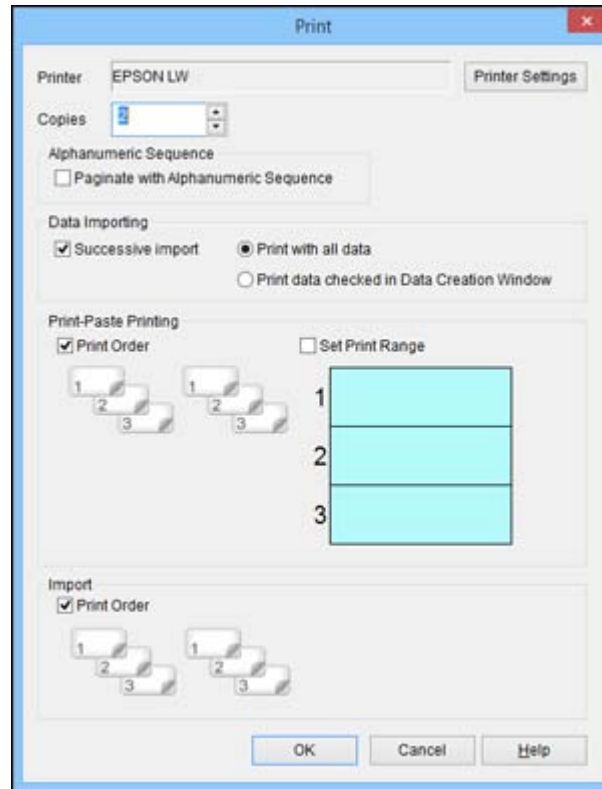 Print
Printer EPSON LW Printer Settings
Copies 2
Alphanumeric Sequence
Paginate with Alphanumeric Sequence
Data Importing
Successive import Print with all data
Print data checked in Data Creation Window
Print-Paste Printing
Print Order Set Print Range
1 1 1
2 2
3 3
2
3
Import
Print Order
1 1
2 2
3 3
OK Cancel Help